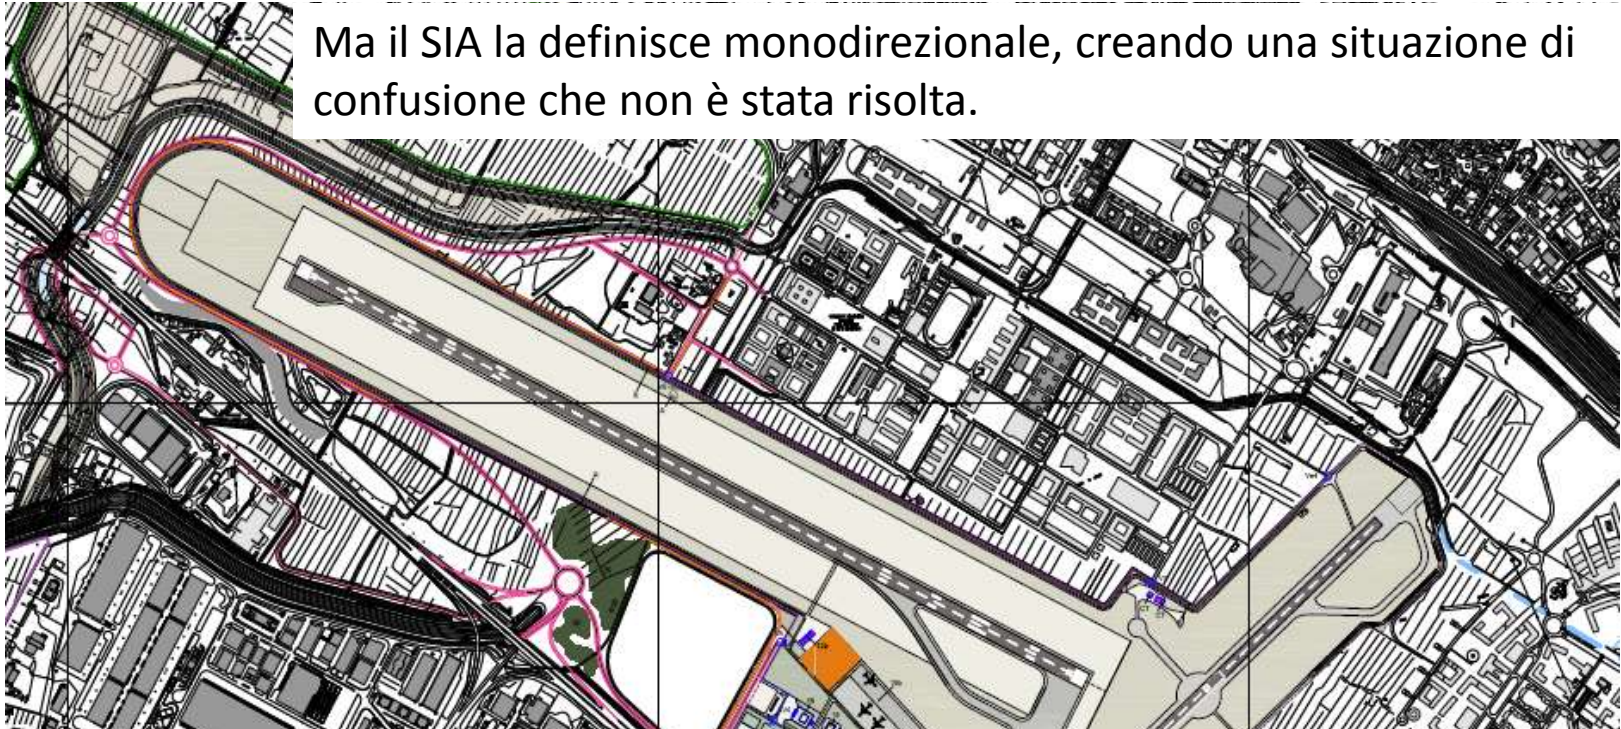 Ma il SIA la definisce monodirezionale, creando una situazione di
confusione che non è stata risolta.